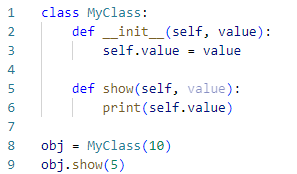 1 class MyClass:
2     def __init__(self, value):
3         self.value = value
4
5     def show(self, value):
6         print(self.value)
7
8 obj = MyClass(10)
9 obj.show(5)